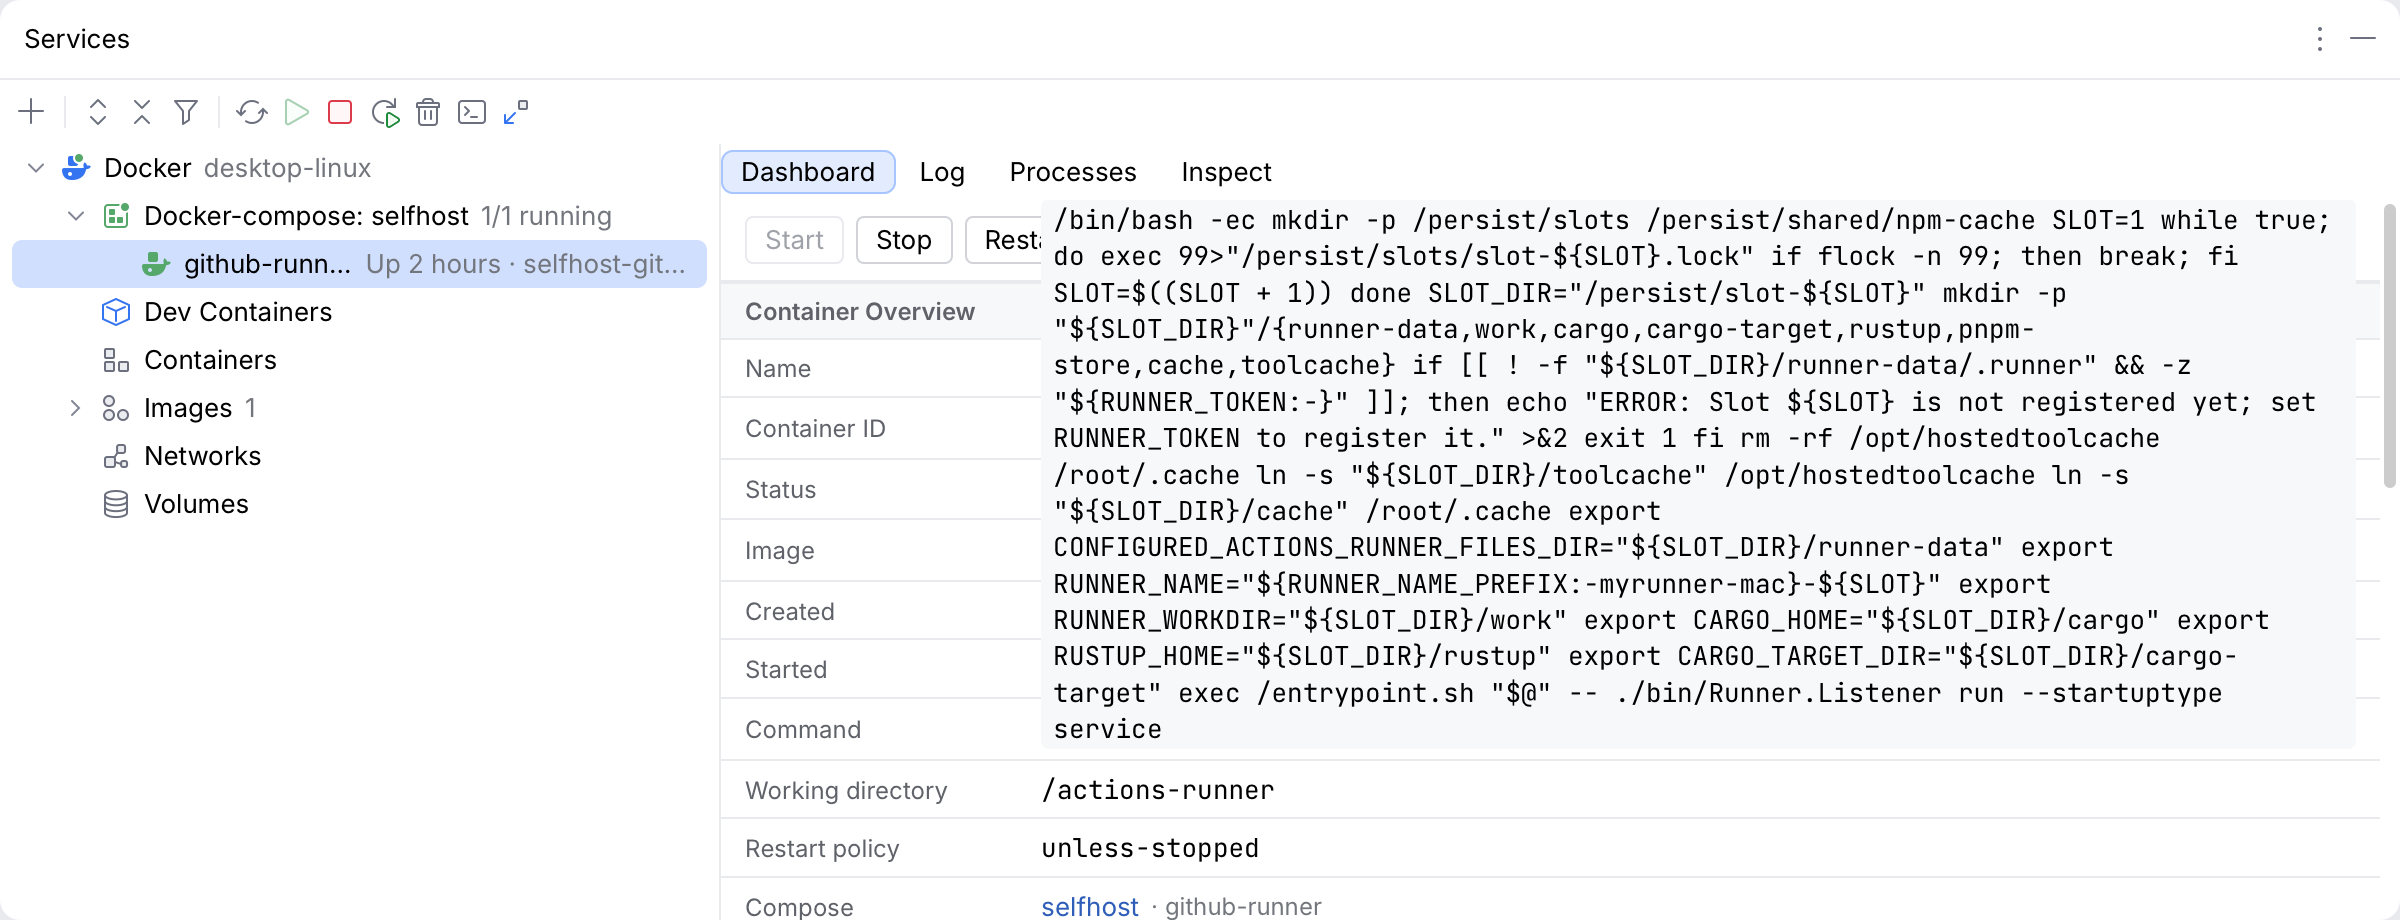 Services
Docker desktop-linux
Docker-compose: selfhost 1/1 running
github-runn... Up 2 hours · selfhost-git...
Dev Containers
Containers
Images 1
Networks
Volumes
Dashboard Log Processes Inspect
Start Stop
Container Overview
Name
Container ID
Status
Image
Created
Started
Command
/bin/bash -ec mkdir -p /persist/slots /persist/shared/npm-cache SLOT=1 while true;
do exec 99>"/persist/slots/slot-${SLOT}.lock" if flock -n 99; then break; fi
SLOT=$((SLOT + 1)) done SLOT_DIR="/persist/slot-${SLOT}" mkdir -p
"${SLOT_DIR}"/{runner-data,work,cargo,cargo-target,rustup,pnpm-
store,cache,toolcache} if [[ ! -f "${SLOT_DIR}/runner-data/.runner" && -z
"${RUNNER_TOKEN:-}" ]]; then echo "ERROR: Slot ${SLOT} is not registered yet; set
RUNNER_TOKEN to register it." >&2 exit 1 fi rm -rf /opt/hostedtoolcache
/root/.cache ln -s "${SLOT_DIR}/toolcache" /opt/hostedtoolcache ln -s
"${SLOT_DIR}/cache" /root/.cache export
CONFIGURED_ACTIONS_RUNNER_FILES_DIR="${SLOT_DIR}/runner-data" export
RUNNER_NAME="${RUNNER_NAME_PREFIX:-myrunner-mac}-${SLOT}" export
RUNNER_WORKDIR="${SLOT_DIR}/work" export CARGO_HOME="${SLOT_DIR}/cargo" export
RUSTUP_HOME="${SLOT_DIR}/rustup" export CARGO_TARGET_DIR="${SLOT_DIR}/cargo-
target" exec /entrypoint.sh "$@" -- ./bin/Runner.Listener run --startuptype
service
Working directory /actions-runner
Restart policy unless-stopped
Compose selfhost · github-runner